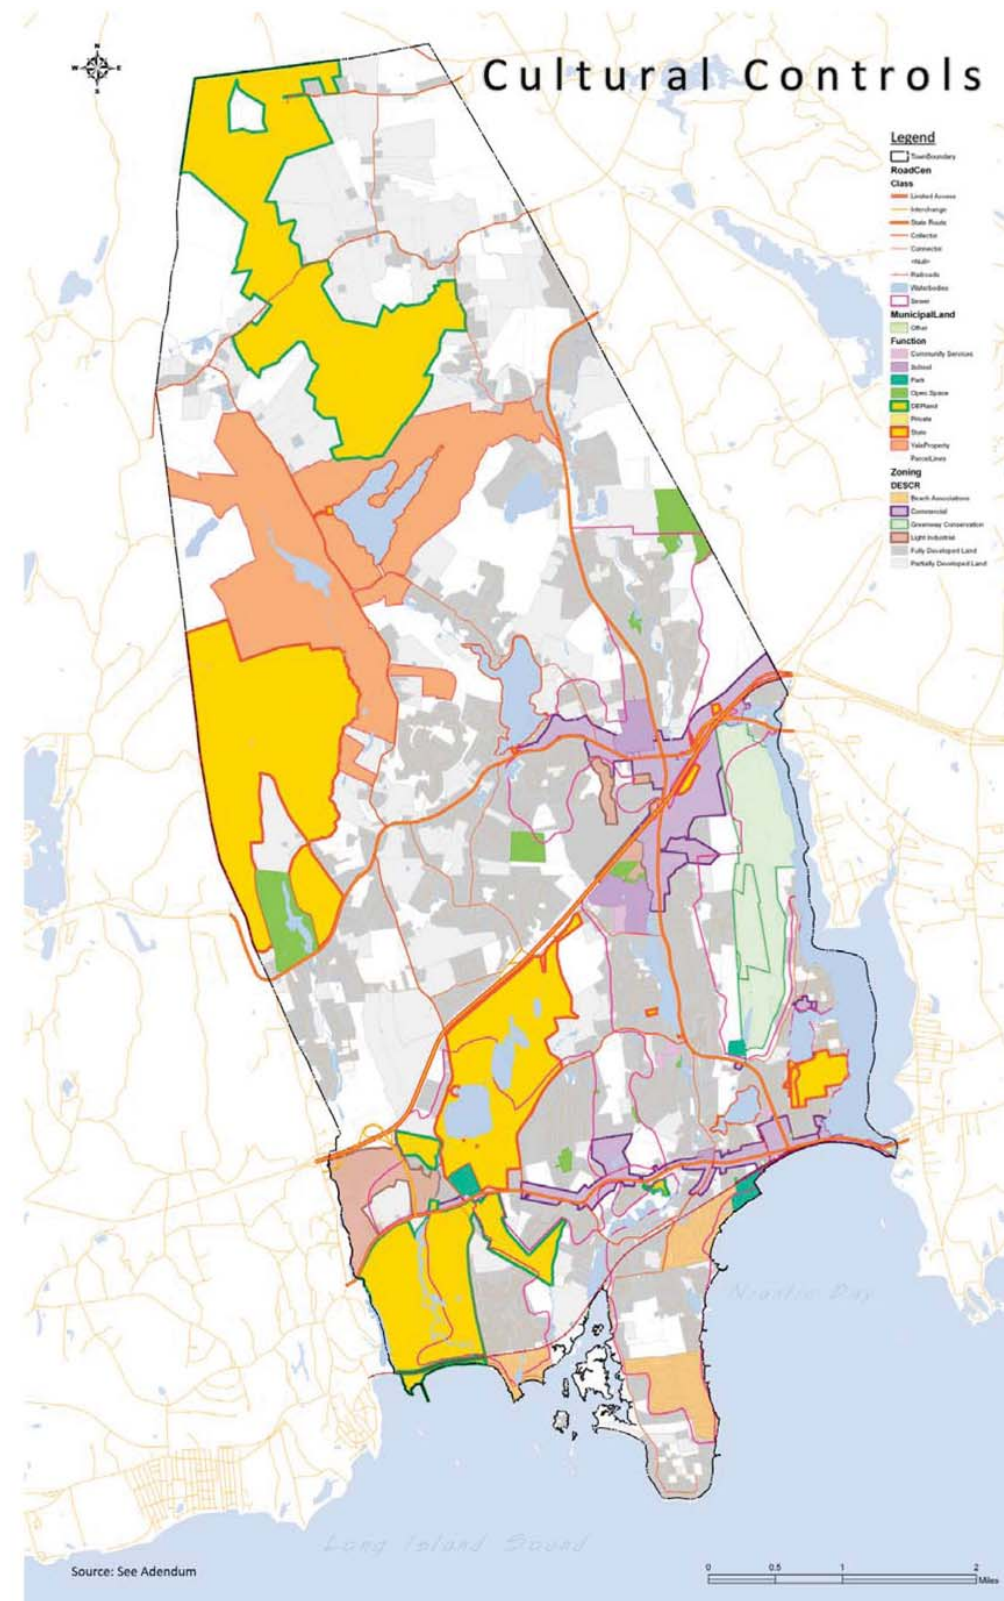 N
W E
S
Cultural Controls
Legend
TownBoundary
RoadCen
Class
Limited Access
Interchange
State Route
Collector
Connector
<Null>
Railroads
Waterbodies
Sewer
MunicipalLand
Other
Function
Community Services
School
Park
Open Space
DEPland
Private
State
YaleProperty
ParcelLines
Zoning
DESCR
Beach Associations
Commercial
Greenway Conservation
Light Industrial
Fully Developed Land
Partially Developed Land
Niantic Bay
Long Island Sound
Source: See Adendum
0 0.5 1 2
Miles